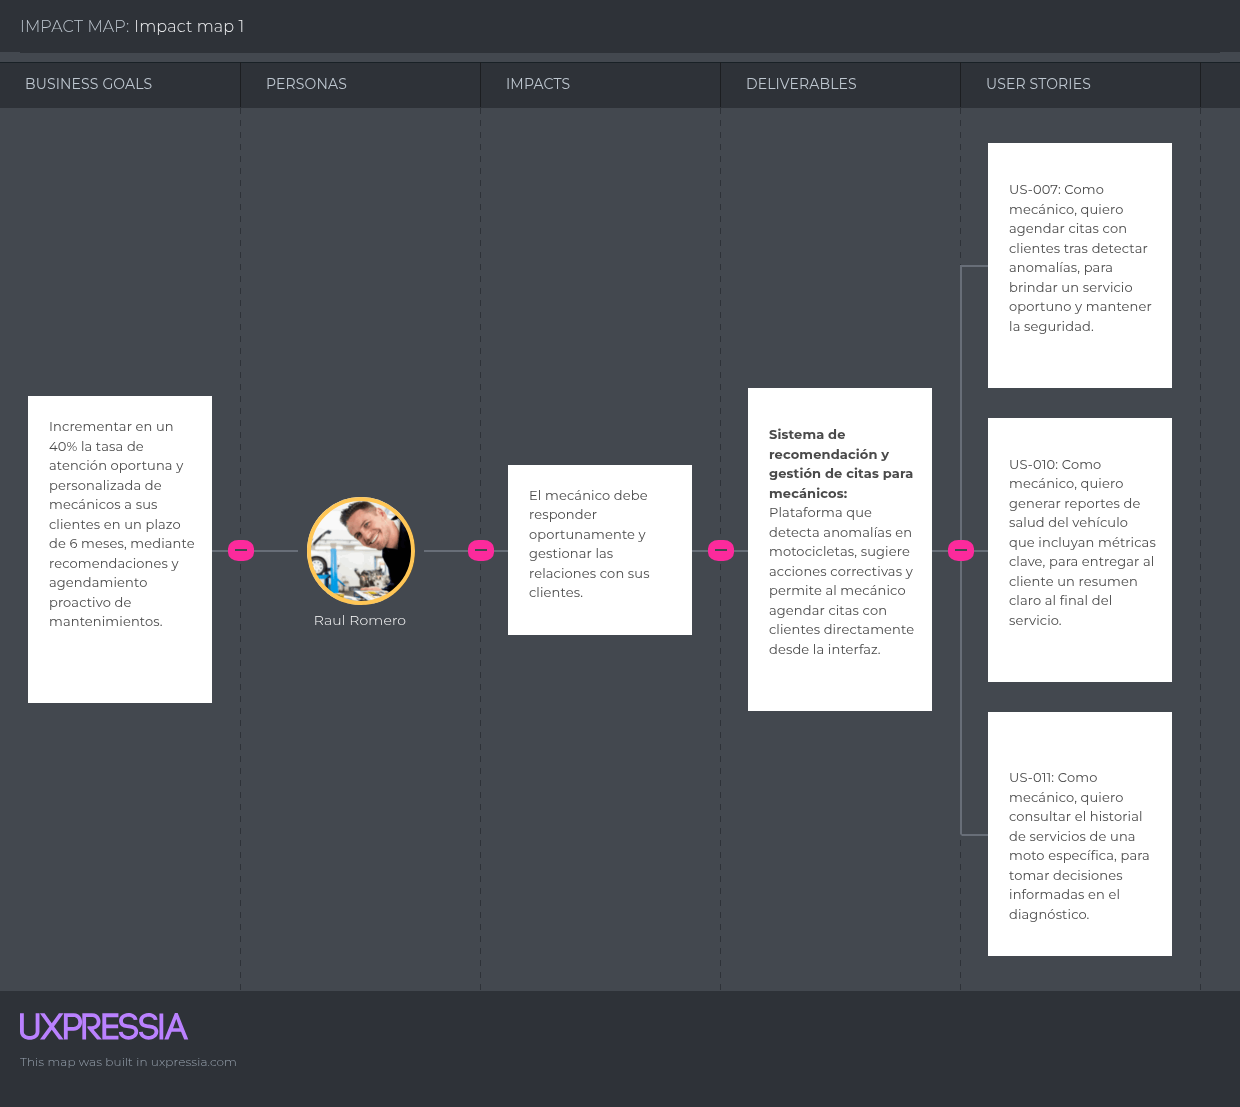 IMPACT MAP: Impact map 1
BUSINESS GOALS
PERSONAS
IMPACTS
DELIVERABLES
USER STORIES
Incrementar en un
40% la tasa de
atención oportuna y
personalizada de
mecánicos a sus
clientes en un plazo
de 6 meses, mediante
recomendaciones y
agendamiento
proactivo de
mantenimientos.
Raul Romero
El mecánico debe
responder
oportunamente y
gestionar las
relaciones con sus
clientes.
Sistema de
recomendación y
gestión de citas para
mecánicos:
Plataforma que
detecta anomalías en
motocicletas, sugiere
acciones correctivas y
permite al mecánico
agendar citas con
clientes directamente
desde la interfaz.
US-007: Como
mecánico, quiero
agendar citas con
clientes tras detectar
anomalías, para
brindar un servicio
oportuno y mantener
la seguridad.
US-010: Como
mecánico, quiero
generar reportes de
salud del vehículo
que incluyan métricas
clave, para entregar al
cliente un resumen
claro al final del
servicio.
US-011: Como
mecánico, quiero
consultar el historial
de servicios de una
moto específica, para
tomar decisiones
informadas en el
diagnóstico.
UXPRESSIA
This map was built in uxpressia.com